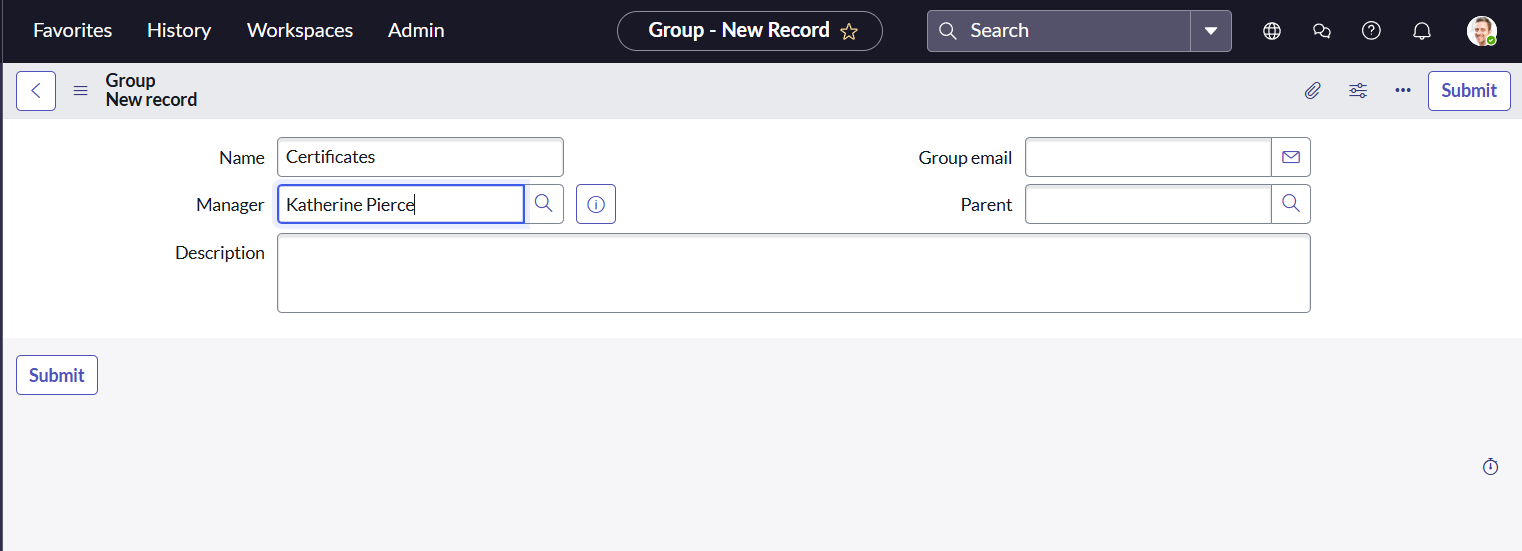 Favorites History Workspaces Admin Group - New Record Search
Group
New record
Submit
Name Certificates Group email
Manager Katherine Pierce Parent
Description
Submit